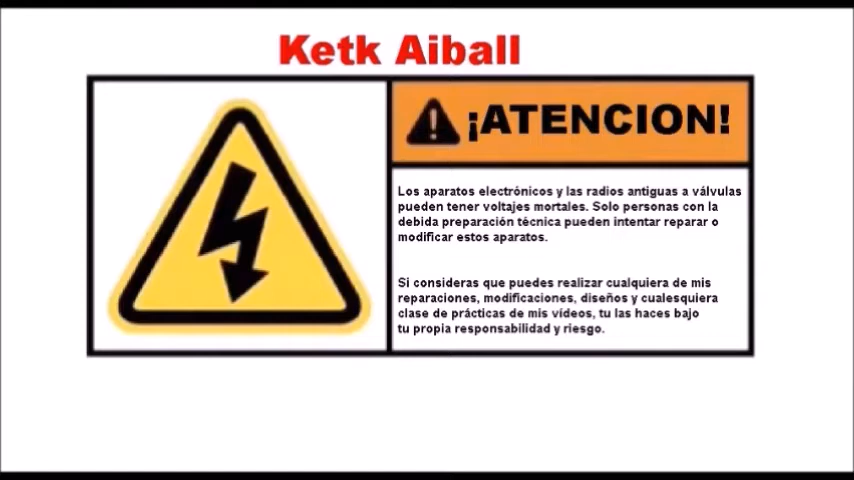 Ketk Aiball
¡ATENCION!
Los aparatos electrónicos y las radios antiguas a válvulas
pueden tener voltajes mortales. Solo personas con la
debida preparación técnica pueden intentar reparar o
modificar estos aparatos.
Si consideras que puedes realizar cualquiera de mis
reparaciones, modificaciones, diseños y cualesquiera
clase de prácticas de mis vídeos, tu las haces bajo
tu propia responsabilidad y riesgo.